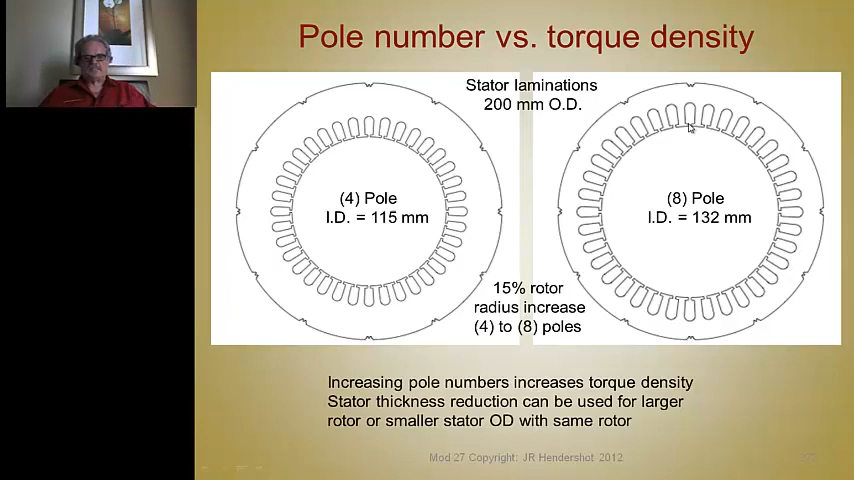 Pole number vs. torque density
Stator laminations
200 mm O.D.
(4) Pole
I.D. = 115 mm
(8) Pole
I.D. = 132 mm
15% rotor
radius increase
(4) to (8) poles
Increasing pole numbers increases torque density
Stator thickness reduction can be used for larger
rotor or smaller stator OD with same rotor
Mod 27 Copyright: JR Hendershot 2012